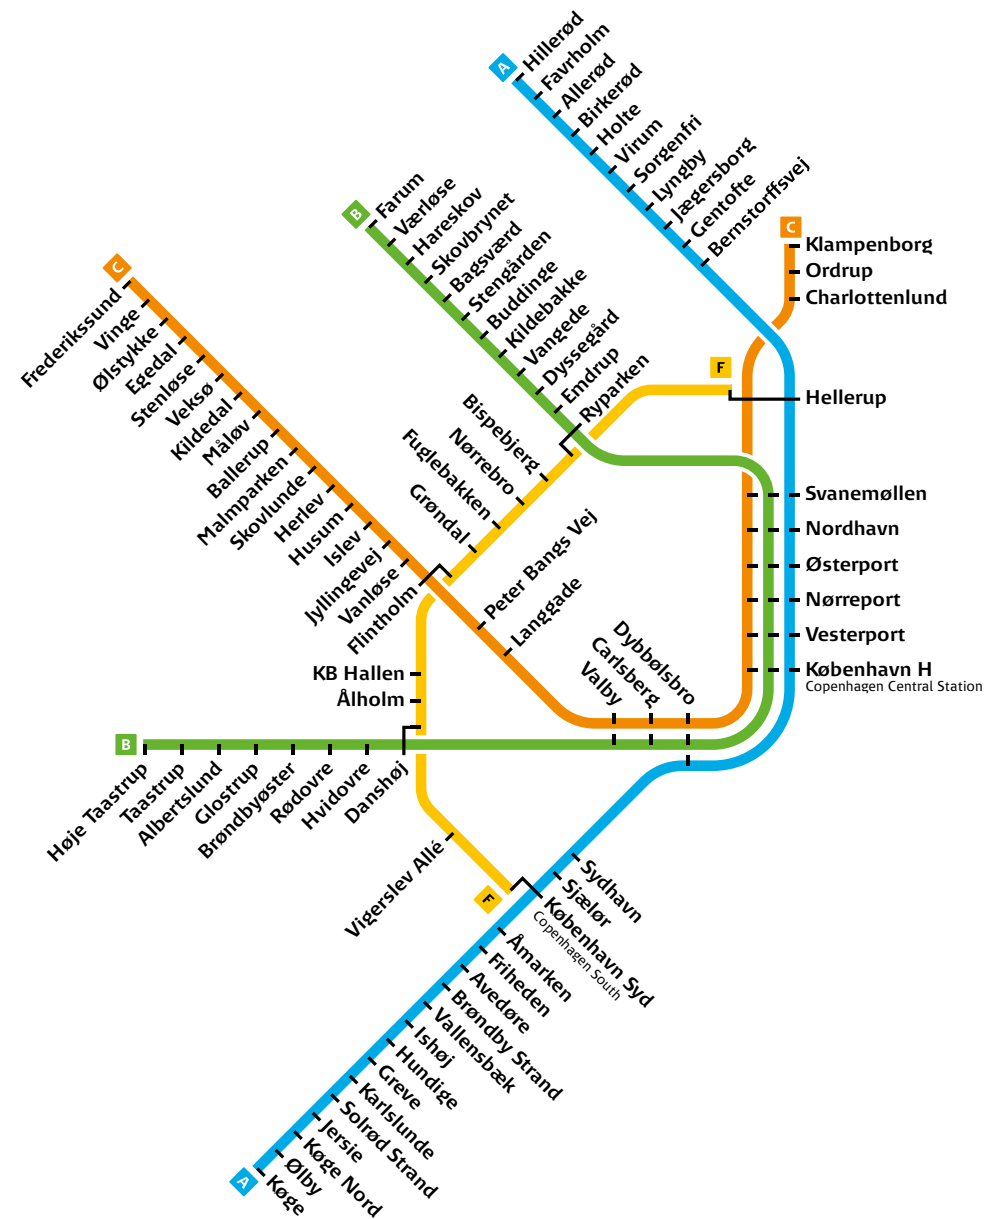 A
Hillerød
Favrholm
Allerød
Birkerød
Holte
Virum
Sorgenfri
Lyngby
Jægersborg
Gentofte
Bernstorffsvej
B
Farum
Værløse
Hareskov
Skovbrynet
Bagsværd
Stengården
Buddinge
Kildebakke
Vangede
Dyssegård
Emdrup
Ryparken
C
Klampenborg
Ordrup
Charlottenlund
F
Hellerup
C
Frederikssund
Vinge
Ølstykke
Egedal
Stenløse
Veksø
Kildedal
Måløv
Ballerup
Malmparken
Skovlunde
Herlev
Husum
Islev
Jyllingevej
Vanløse
Flintholm
Bispebjerg
Nørrebro
Fuglebakken
Grøndal
Peter Bangs Vej
Langgade
Svanemøllen
Nordhavn
Østerport
Nørreport
Vesterport
København H
Copenhagen Central Station
Dybbølsbro
Carlsberg
Valby
KB Hallen
Ålholm
B
Høje Taastrup
Taastrup
Albertslund
Glostrup
Brøndbyøster
Rødovre
Hvidovre
Danshøj
Vigerslev Allé
F
Sydhavn
Sjælør
København Syd
Copenhagen South
Åmarken
Friheden
Avedøre
Brøndby Strand
Vallensbæk
Ishøj
Hundige
Greve
Karlslunde
Solrød Strand
Jersie
Køge Nord
Ølby
Køge
A